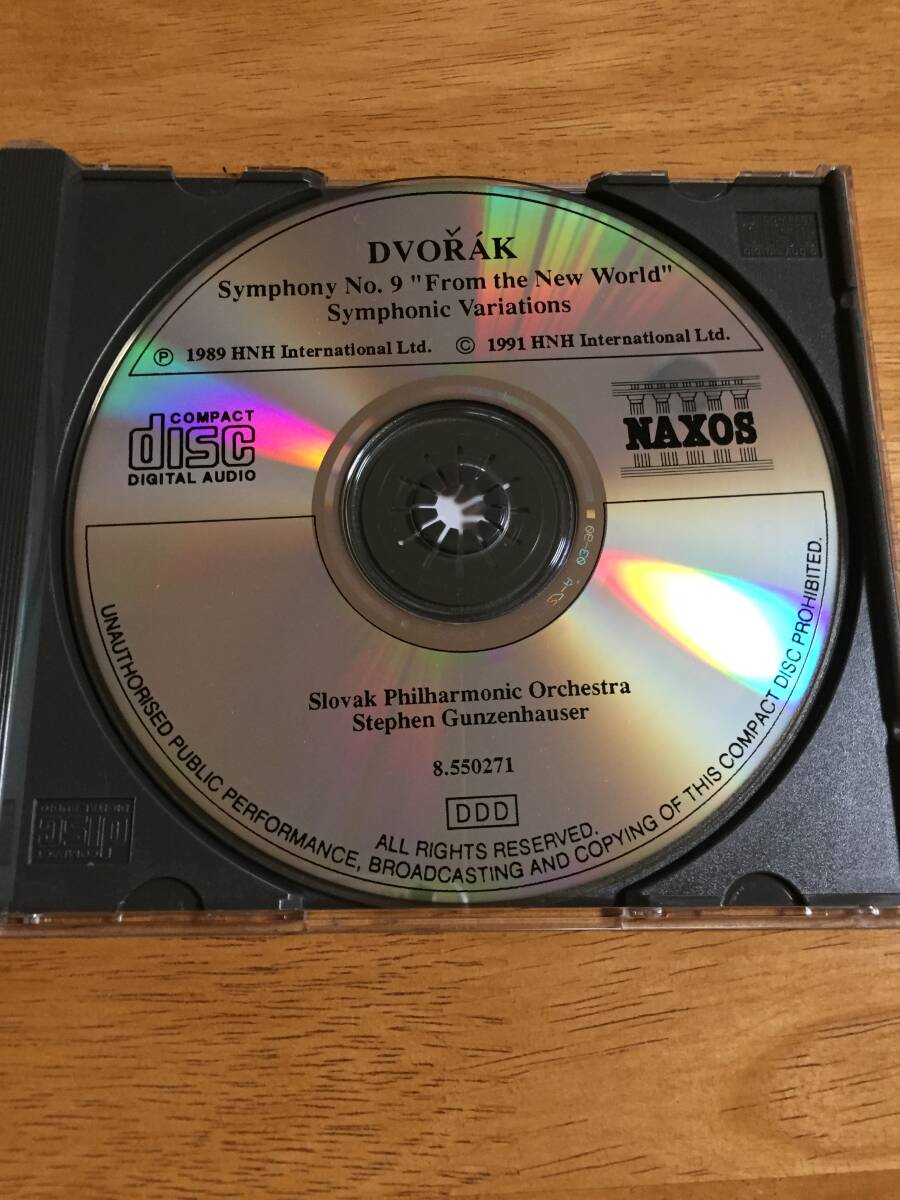 DVOŘÁK
Symphony No. 9 "From the New World"
Symphonic Variations
℗ 1989 HNH International Ltd. © 1991 HNH International Ltd.
COMPACT
disc
DIGITAL AUDIO
NAXOS
Slovak Philharmonic Orchestra
Stephen Gunzenhauser
8.550271
DDD
ALL RIGHTS RESERVED.
UNAUTHORISED PUBLIC PERFORMANCE, BROADCASTING AND COPYING OF THIS COMPACT DISC PROHIBITED.